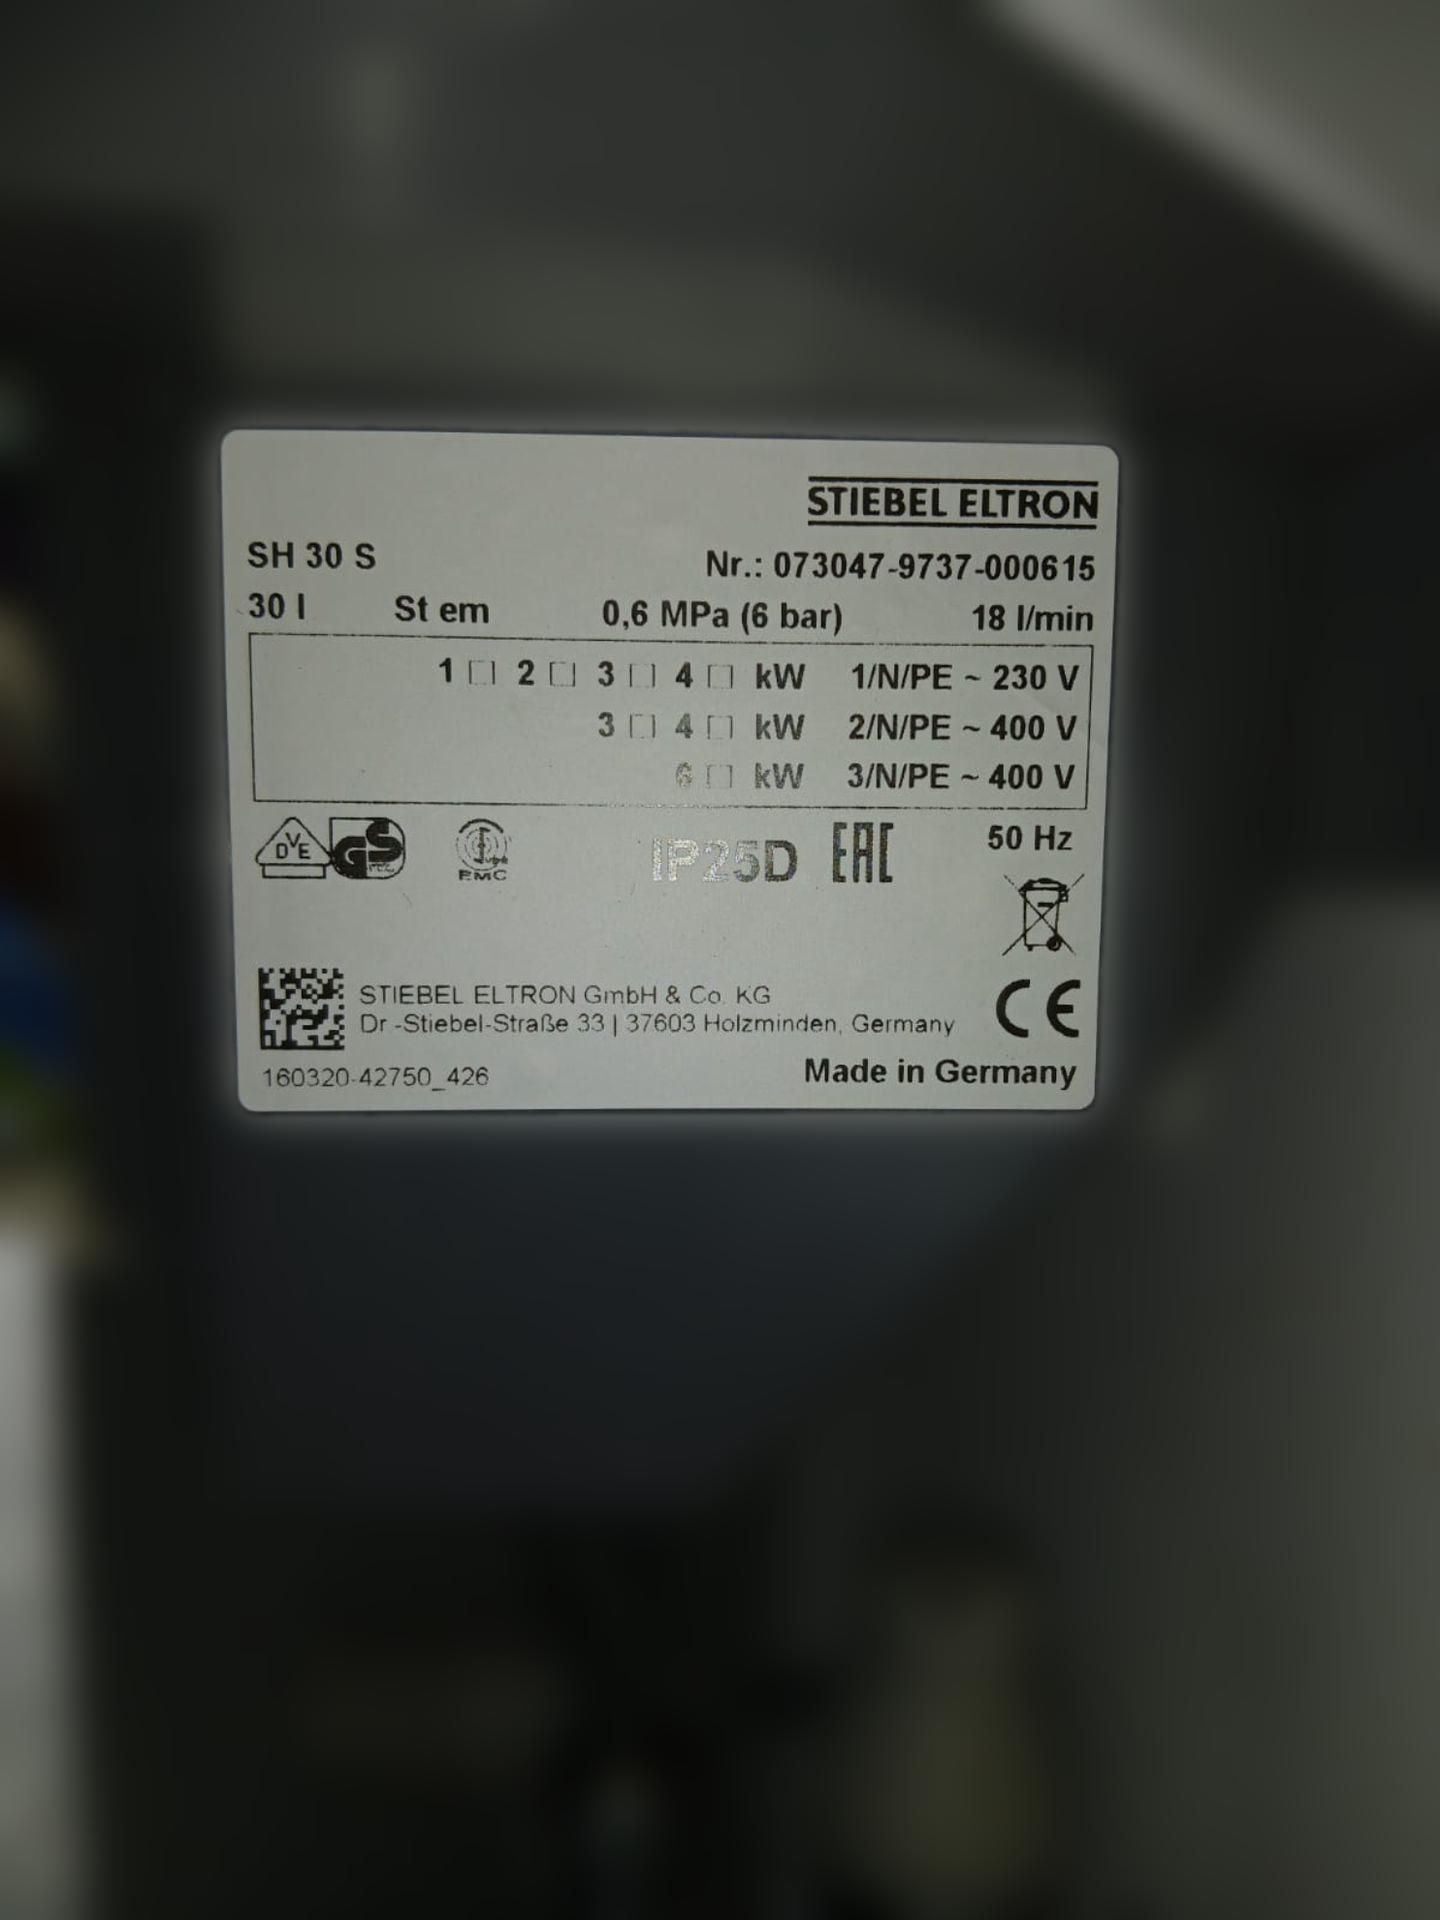 STIEBEL ELTRON
SH 30 S Nr.: 073047-9737-000615
30 l St em 0,6 MPa (6 bar) 18 l/min
1 □ 2 □ 3 □ 4 □ kW 1/N/PE ~ 230 V
3 □ 4 □ kW 2/N/PE ~ 400 V
6 □ kW 3/N/PE ~ 400 V
DVE GS EMC IP25D EAC 50 Hz
STIEBEL ELTRON GmbH & Co. KG
Dr -Stiebel-Straße 33 | 37603 Holzminden, Germany CE
160320-42750_426 Made in Germany